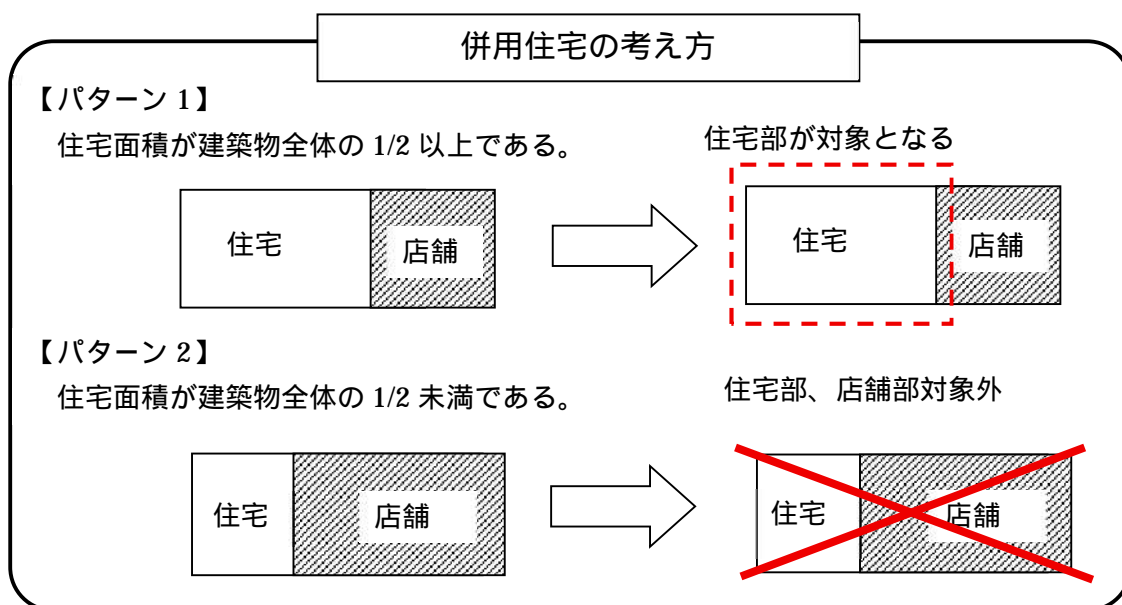 併用住宅の考え方
【パターン 1】
住宅面積が建築物全体の 1/2 以上である。
住宅部が対象となる
住宅
店舗
住宅
店舗
【パターン 2】
住宅面積が建築物全体の 1/2 未満である。
住宅部、店舗部対象外
住宅
店舗
住宅
店舗